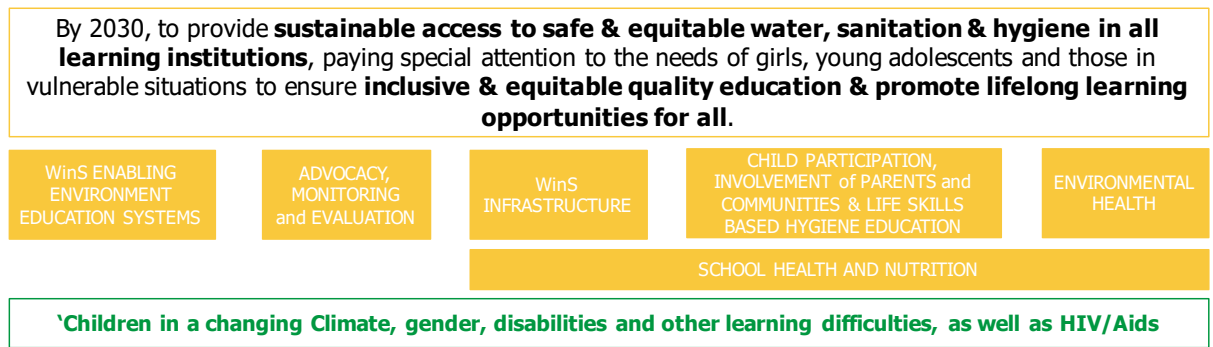 By 2030, to provide sustainable access to safe & equitable water, sanitation & hygiene in all
learning institutions, paying special attention to the needs of girls, young adolescents and those in
vulnerable situations to ensure inclusive & equitable quality education & promote lifelong learning
opportunities for all.
WinS ENABLING
ENVIRONMENT
EDUCATION SYSTEMS
ADVOCACY,
MONITORING
and EVALUATION
WinS
INFRASTRUCTURE
CHILD PARTICIPATION,
INVOLVEMENT of PARENTS and
COMMUNITIES & LIFE SKILLS
BASED HYGIENE EDUCATION
ENVIRONMENTAL
HEALTH
SCHOOL HEALTH AND NUTRITION
‘Children in a changing Climate, gender, disabilities and other learning difficulties, as well as HIV/Aids